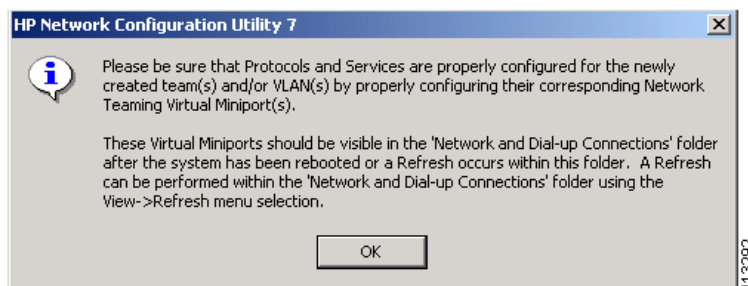 HP Network Configuration Utility 7
Please be sure that Protocols and Services are properly configured for the newly
created team(s) and/or VLAN(s) by properly configuring their corresponding Network
Teaming Virtual Miniport(s).
These Virtual Miniports should be visible in the 'Network and Dial-up Connections' folder
after the system has been rebooted or a Refresh occurs within this folder. A Refresh
can be performed within the 'Network and Dial-up Connections' folder using the
View->Refresh menu selection.
OK